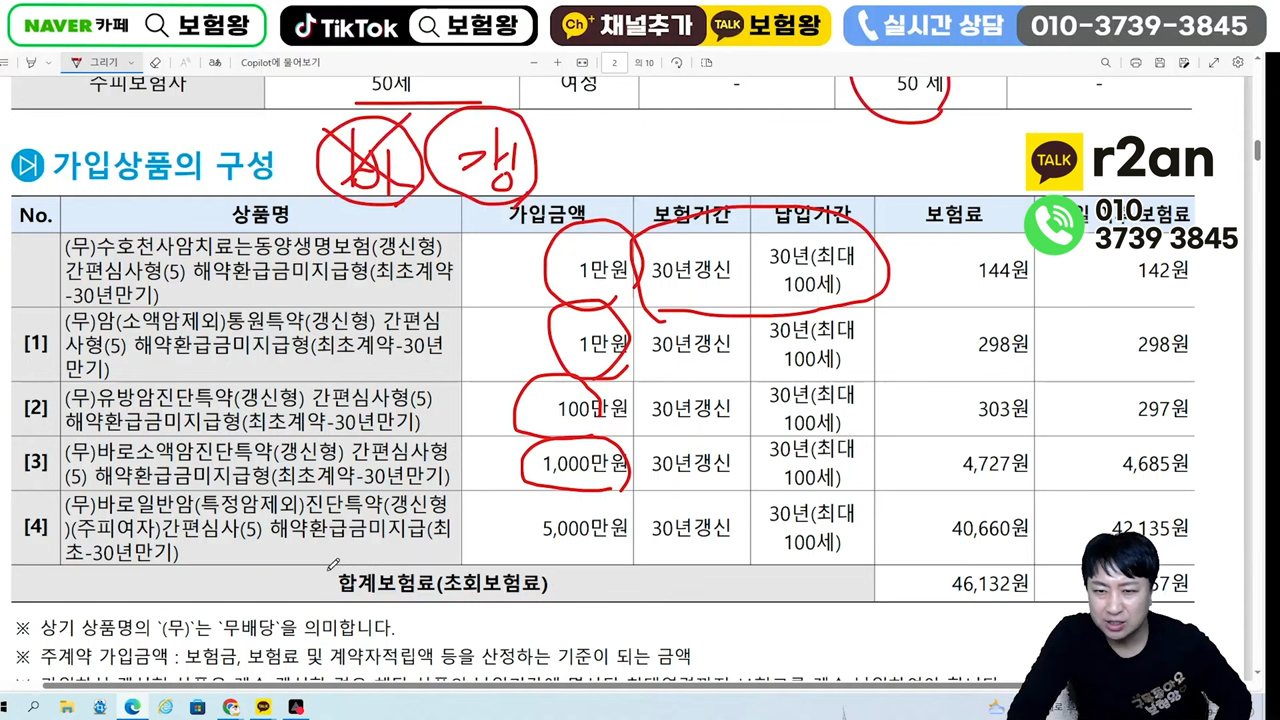 NAVER 카페 보험왕 TikTok 보험왕 Ch+ 채널추가 TALK 보험왕 실시간 상담 010-3739-3845
그리기 Copilot에 물어보기 2 의 10
수피보험사 50세 여성 - 50 세 -
비 갱
가입상품의 구성
TALK r2an
010
3739 3845
No. 상품명 가입금액 보험기간 납입기간 보험료 보험료
(무)수호천사암치료는동양생명보험(갱신형)
간편심사형(5) 해약환급금미지급형(최초계약
-30년만기)
1만원 30년갱신 30년(최대
100세)
144원 142원
[1] (무)암(소액암제외)통원특약(갱신형) 간편심
사형(5) 해약환급금미지급형(최초계약-30년
만기)
1만원 30년갱신 30년(최대
100세)
298원 298원
[2] (무)유방암진단특약(갱신형) 간편심사형(5)
해약환급금미지급형(최초계약-30년만기)
100만원 30년갱신 30년(최대
100세)
303원 297원
[3] (무)바로소액암진단특약(갱신형) 간편심사형
(5) 해약환급금미지급형(최초계약-30년만기)
1,000만원 30년갱신 30년(최대
100세)
4,727원 4,685원
[4] (무)바로일반암(특정암제외)진단특약(갱신형
)(주피여자)간편심사(5) 해약환급금미지급(최
초-30년만기)
5,000만원 30년갱신 30년(최대
100세)
40,660원 42,135원
합계보험료(초회보험료) 46,132원
※ 상기 상품명의 `(무)`는 `무배당`을 의미합니다.
※ 주계약 가입금액 : 보험금, 보험료 및 계약자적립액 등을 산정하는 기준이 되는 금액